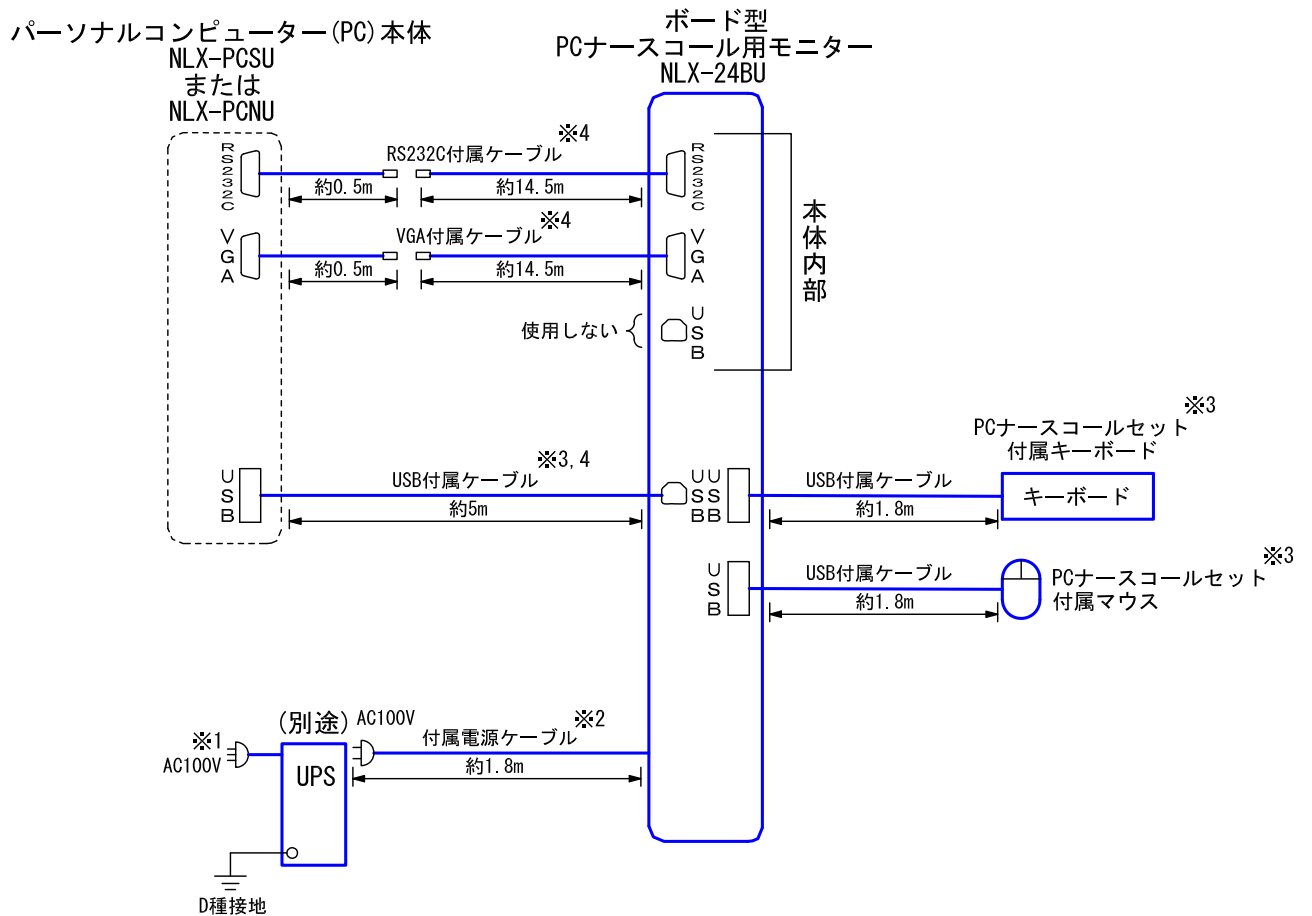 パーソナルコンピューター(PC)本体
NLX-PCSU
または
NLX-PCNU
ボード型
PCナースコール用モニター
NLX-24BU
RS232C
RS232C付属ケーブル※4
約0.5m
約14.5m
RS232C
VGA
VGA付属ケーブル※4
約0.5m
約14.5m
VGA
本体内部
使用しない
USB
USB
USB付属ケーブル※3,4
約5m
USB
USB
USB付属ケーブル
約1.8m
PCナースコールセット※3
付属キーボード
キーボード
USB
USB付属ケーブル
約1.8m
PCナースコールセット※3
付属マウス
※1
AC100V
(別途)
UPS
AC100V
付属電源ケーブル※2
約1.8m
D種接地